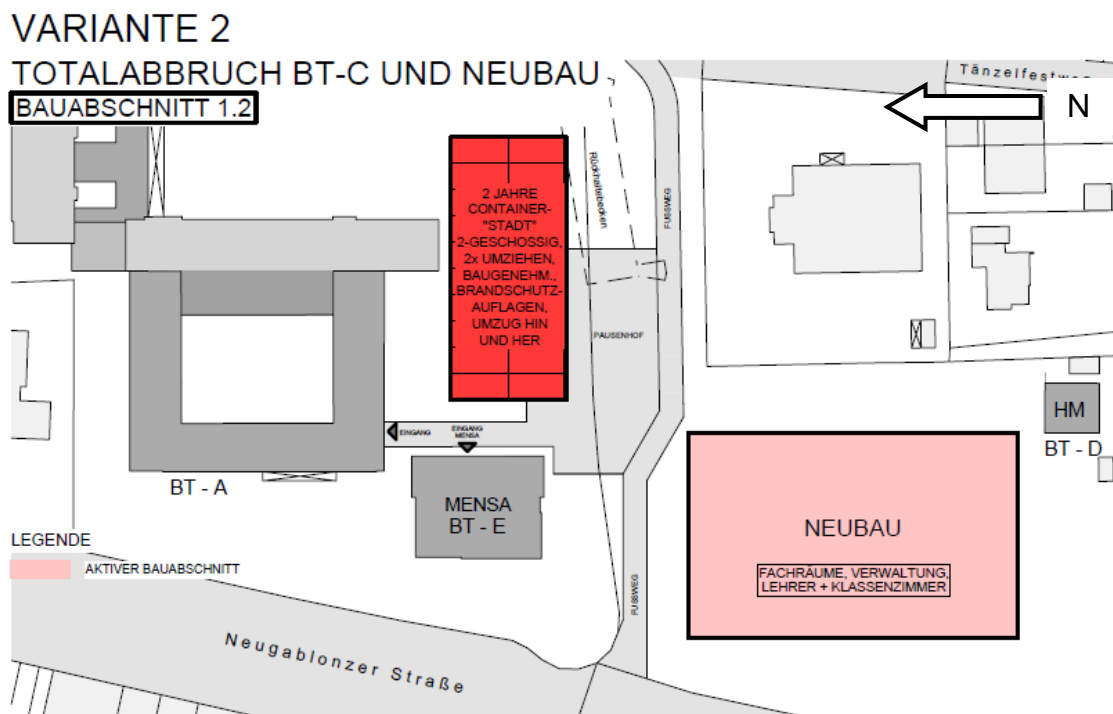 VARIANTE 2
TOTALABBRUCH BT-C UND NEUBAU
BAUABSCHNITT 1.2
Tänzelfestweg
N
2 JAHRE
CONTAINER-
"STADT"
2-GESCHOSSIG,
2x UMZIEHEN,
BAUGENEHM.,
BRANDSCHUTZ-
AUFLAGEN,
UMZUG HIN
UND HER
Rückhaltebecken
FUSSWEG
PAUSENHOF
EINGANG
EINGANG
MENSA
BT - A
MENSA
BT - E
HM
BT - D
NEUBAU
FACHRÄUME, VERWALTUNG,
LEHRER + KLASSENZIMMER
LEGENDE
AKTIVER BAUABSCHNITT
FUSSWEG
Neugablonzer Straße